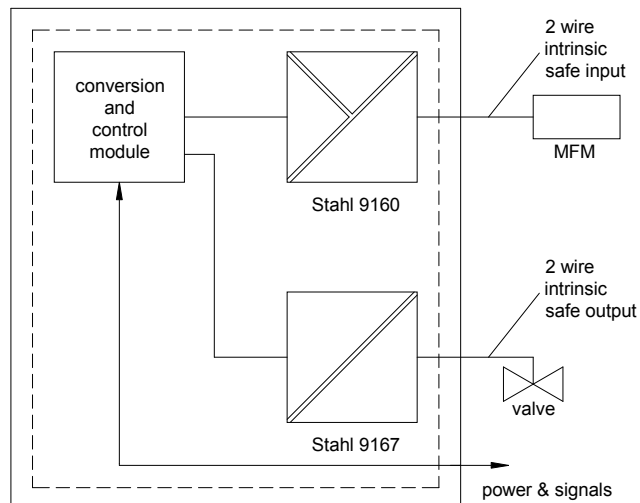 conversion
and
control
module
Stahl 9160
2 wire
intrinsic
safe input
MFM
Stahl 9167
2 wire
intrinsic
safe output
valve
power & signals